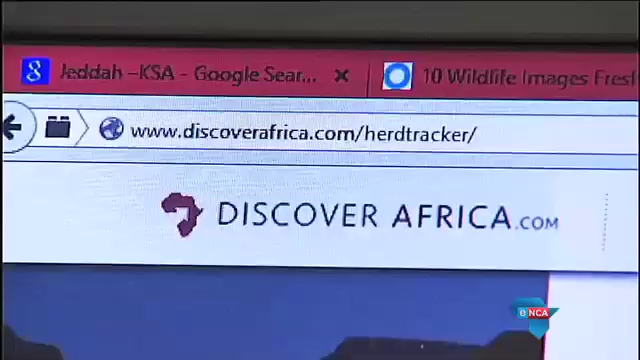 Jeddah –KSA - Google Sear...
10 Wildlife Images Fresh
www.discoverafrica.com/herdtracker/
DISCOVER AFRICA.COM
eNCA